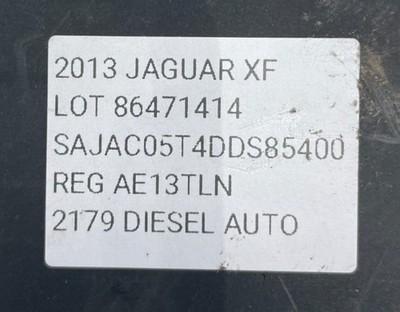 2013 JAGUAR XF
LOT 86471414
SAJAC05T4DDS85400
REG AE13TLN
2179 DIESEL AUTO